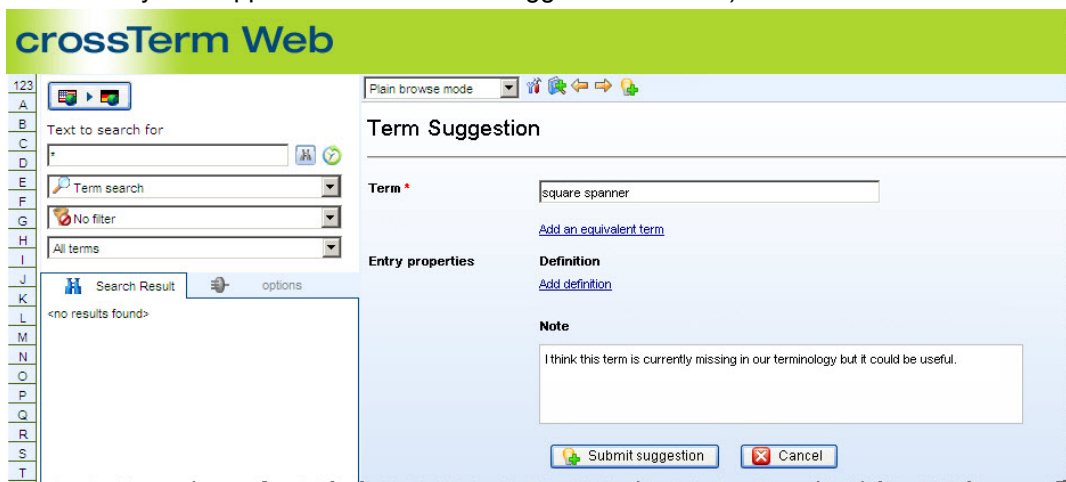 crossTerm Web
123
A
B
C
D
E
F
G
H
I
J
K
L
M
N
O
P
Q
R
S
T
Text to search for
*
Term search
No filter
All terms
Search Result options
<no results found>
Plain browse mode
Term Suggestion
Term * square spanner
Add an equivalent term
Entry properties Definition
Add definition
Note
I think this term is currently missing in our terminology but it could be useful.
Submit suggestion Cancel